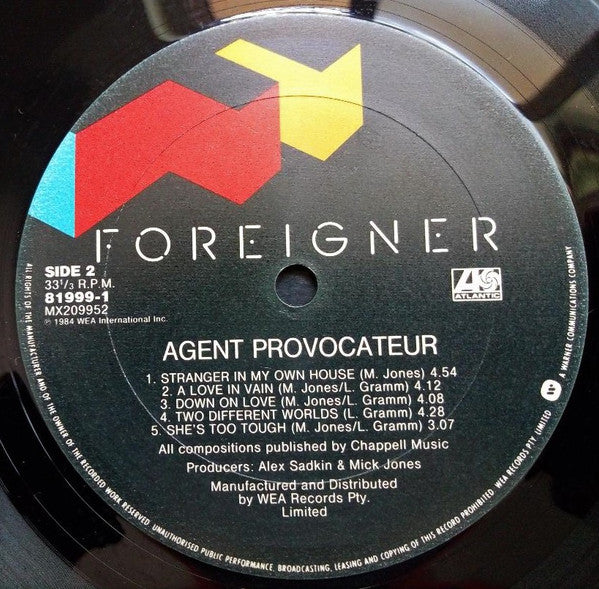 FOREIGNER
SIDE 2
33 1/3 R.P.M.
81999-1
MX209952
℗ 1984 WEA International Inc.
ATLANTIC
AGENT PROVOCATEUR
1. STRANGER IN MY OWN HOUSE (M. Jones) 4.54
2. A LOVE IN VAIN (M. Jones/L. Gramm) 4.12
3. DOWN ON LOVE (M. Jones/L. Gramm) 4.08
4. TWO DIFFERENT WORLDS (L. Gramm) 4.28
5. SHE'S TOO TOUGH (M. Jones/L. Gramm) 3.07
All compositions published by Chappell Music
Producers: Alex Sadkin & Mick Jones
Manufactured and Distributed
by WEA Records Pty.
Limited
ALL RIGHTS OF THE MANUFACTURER AND OF THE OWNER OF THE RECORDED WORK RESERVED. UNAUTHORISED PUBLIC PERFORMANCE, BROADCASTING, LEASING AND COPYING OF THIS RECORD PROHIBITED. WEA RECORDS PTY. LIMITED
A WARNER COMMUNICATIONS COMPANY